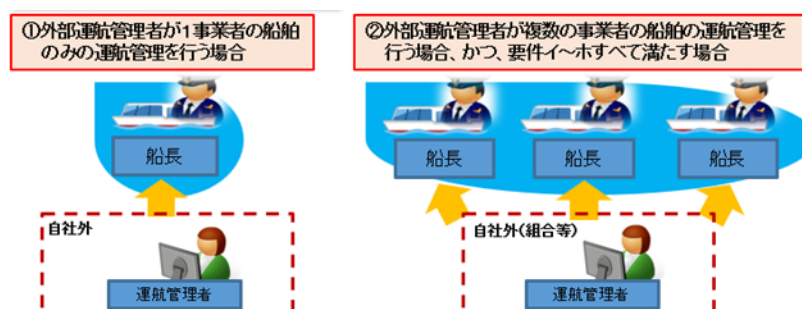 ①外部運航管理者が1事業者の船舶
のみの運航管理を行う場合
②外部運航管理者が複数の事業者の船舶の運航管理を
行う場合、かつ、要件イ～ホすべて満たす場合
船長
船長
船長
船長
自社外
自社外(組合等)
運航管理者
運航管理者